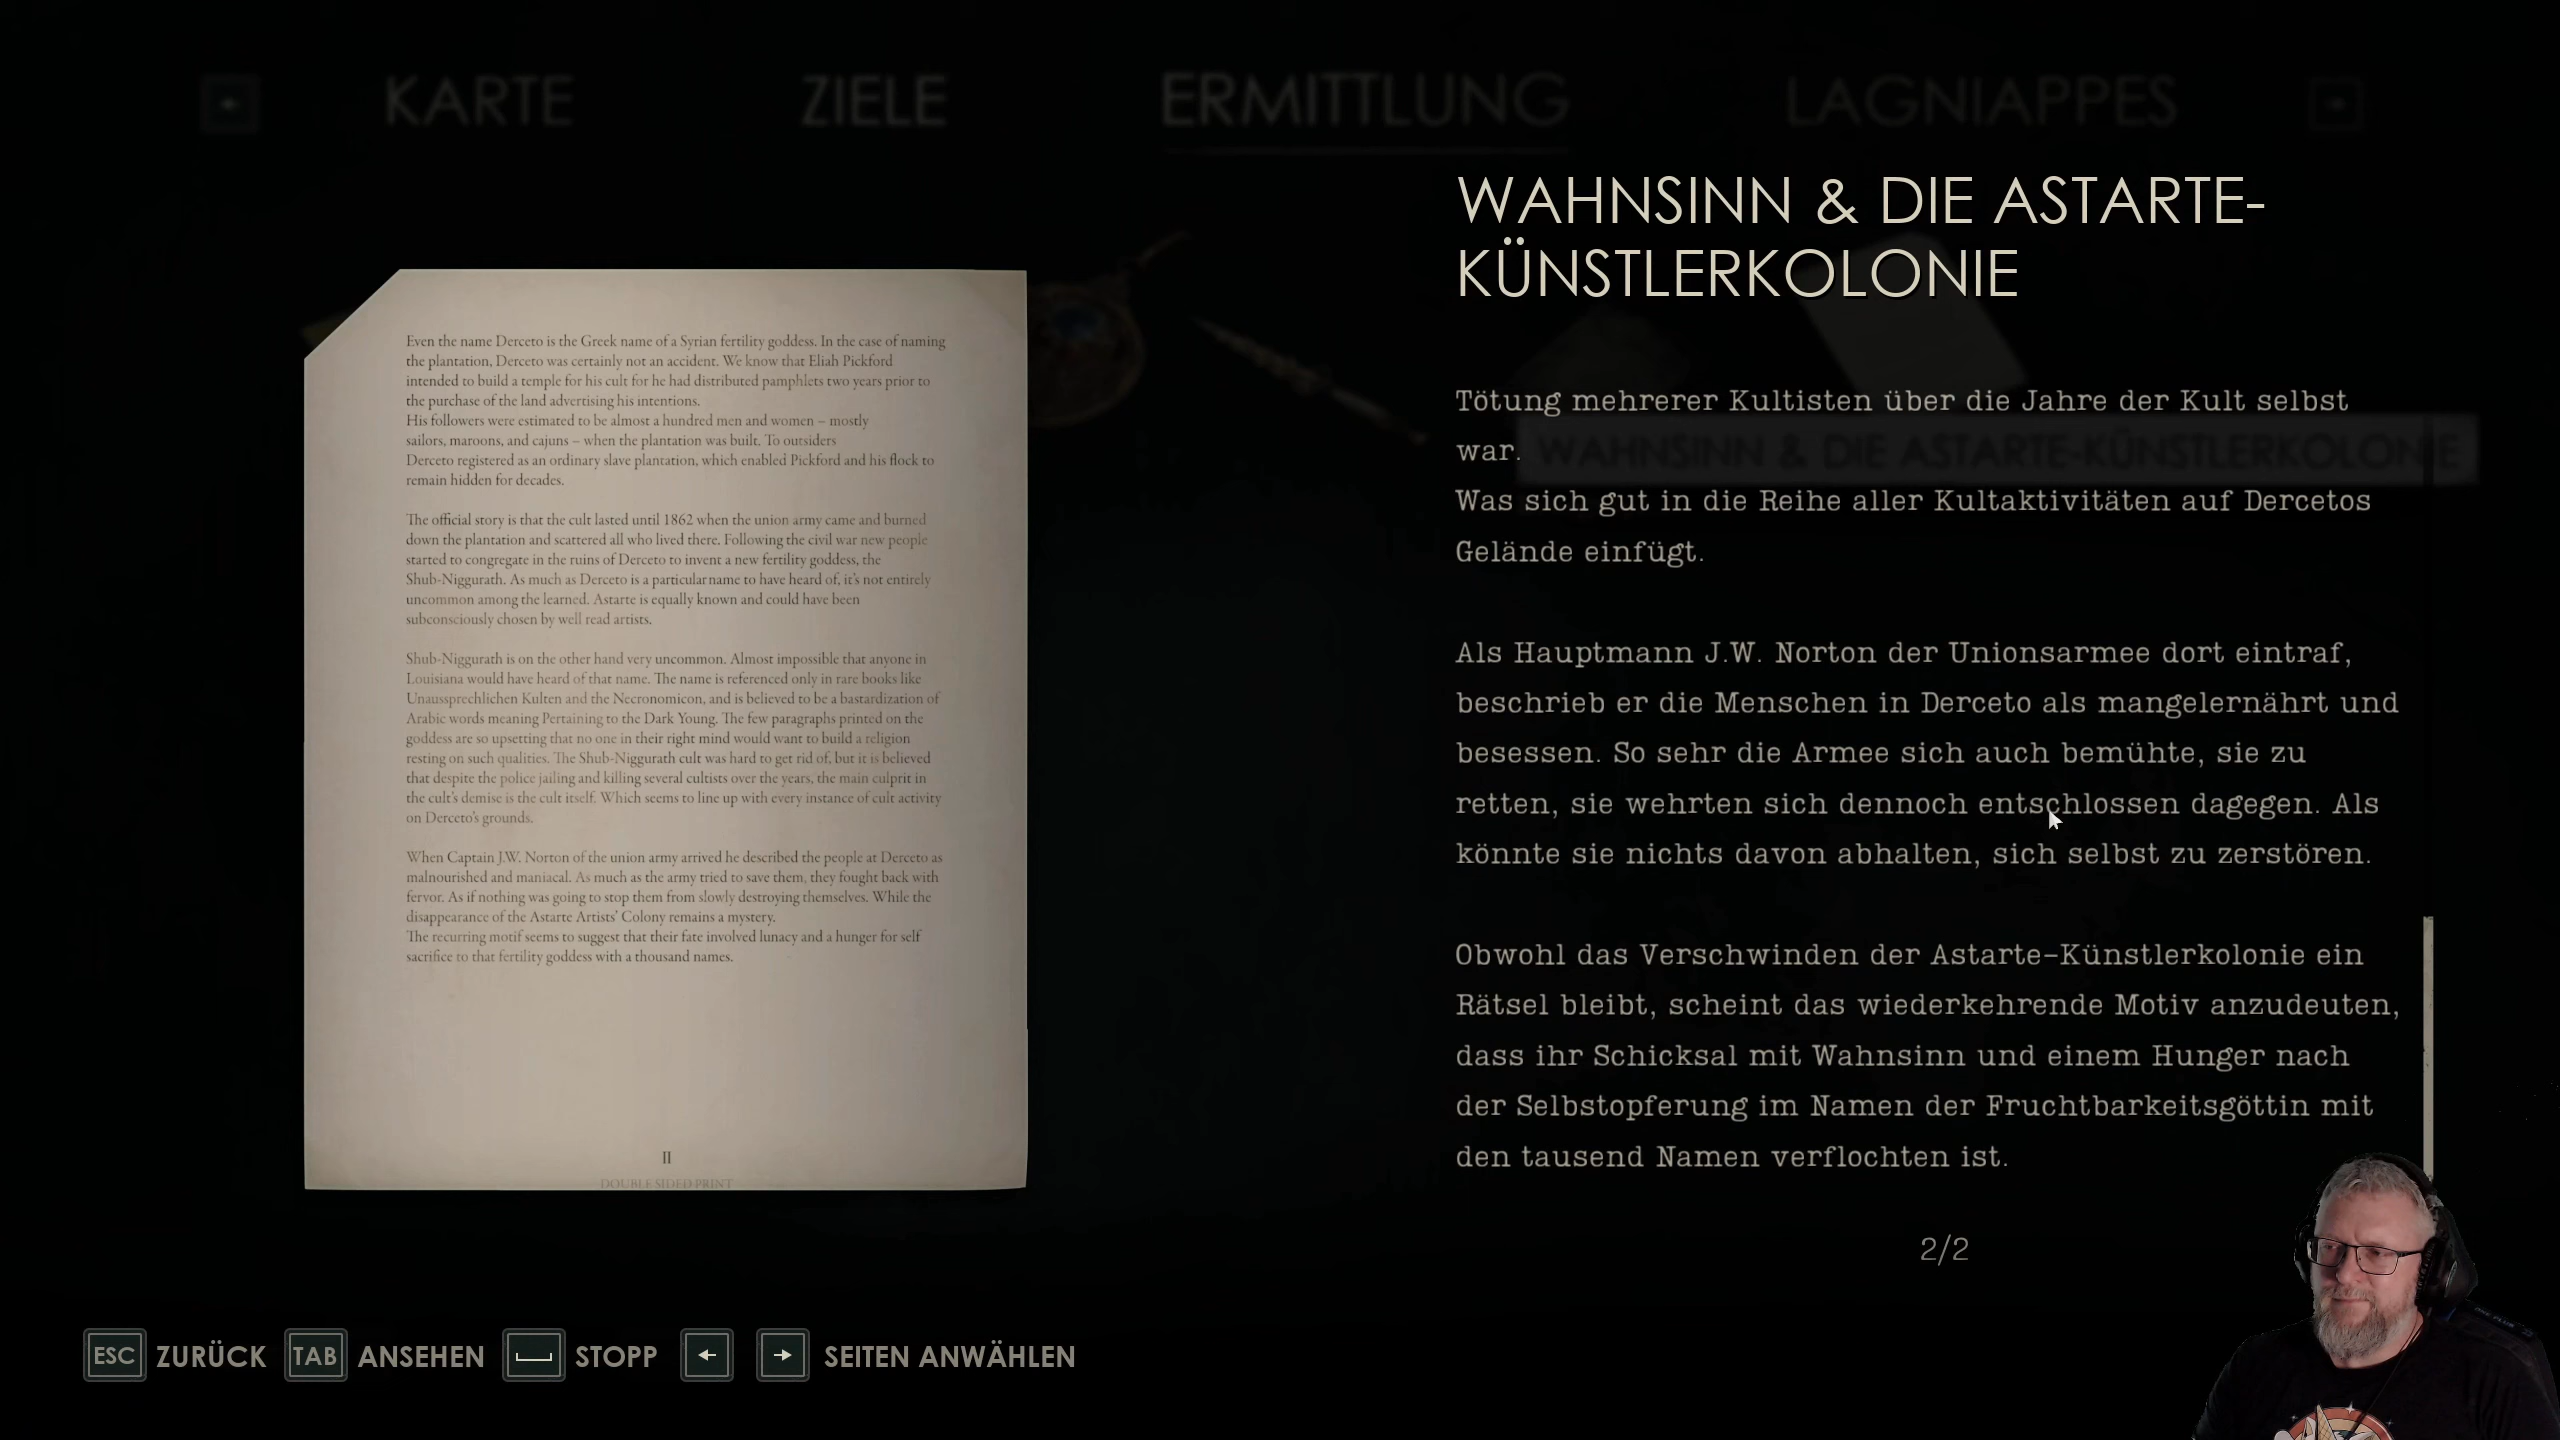 KARTE
ZIELE
ERMITTLUNG
LAGNIAPPES
WAHNSINN & DIE ASTARTE-
KÜNSTLERKOLONIE
Even the name Derceto is the Greek name of a Syrian fertility goddess. In the case of naming
the plantation, Derceto was certainly not an accident. We know that Eliah Pickford
intended to build a temple for his cult for he had distributed pamphlets two years prior to
the purchase of the land advertising his intentions.
His followers were estimated to be almost a hundred men and women – mostly
sailors, maroons, and cajuns – when the plantation was built. To outsiders
Derceto registered as an ordinary slave plantation, which enabled Pickford and his flock to
remain hidden for decades.
The official story is that the cult lasted until 1862 when the union army came and burned
down the plantation and scattered all who lived there. Following the civil war new people
started to congregate in the ruins of Derceto to invent a new fertility goddess, the
Shub-Niggurath. As much as Derceto is a particular name to have heard of, it's not entirely
uncommon among the learned. Astarte is equally known and could have been
subconsciously chosen by well read artists.
Shub-Niggurath is on the other hand very uncommon. Almost impossible that anyone in
Louisiana would have heard of that name. The name is referenced only in rare books like
Unaussprechlichen Kulten and the Necronomicon, and is believed to be a bastardization of
Arabic words meaning Pertaining to the Dark Young. The few paragraphs printed on the
goddess are so upsetting that no one in their right mind would want to build a religion
resting on such qualities. The Shub-Niggurath cult was hard to get rid of, but it is believed
that despite the police jailing and killing several cultists over the years, the main culprit in
the cult's demise is the cult itself. Which seems to line up with every instance of cult activity
on Derceto's grounds.
When Captain J.W. Norton of the union army arrived he described the people at Derceto as
malnourished and maniacal. As much as the army tried to save them, they fought back with
fervor. As if nothing was going to stop them from slowly destroying themselves. While the
disappearance of the Astarte Artists' Colony remains a mystery.
The recurring motif seems to suggest that their fate involved lunacy and a hunger for self
sacrifice to that fertility goddess with a thousand names.
II
DOUBLE SIDED PRINT
Tötung mehrerer Kultisten über die Jahre der Kult selbst
war.
WAHNSINN & DIE ASTARTE-KÜNSTLERKOLONIE
Was sich gut in die Reihe aller Kultaktivitäten auf Dercetos
Gelände einfügt.
Als Hauptmann J.W. Norton der Unionsarmee dort eintraf,
beschrieb er die Menschen in Derceto als mangelernährt und
besessen. So sehr die Armee sich auch bemühte, sie zu
retten, sie wehrten sich dennoch entschlossen dagegen. Als
könnte sie nichts davon abhalten, sich selbst zu zerstören.
Obwohl das Verschwinden der Astarte-Künstlerkolonie ein
Rätsel bleibt, scheint das wiederkehrende Motiv anzudeuten,
dass ihr Schicksal mit Wahnsinn und einem Hunger nach
der Selbstopferung im Namen der Fruchtbarkeitsgöttin mit
den tausend Namen verflochten ist.
2/2
ESC ZURÜCK TAB ANSEHEN STOPP SEITEN ANWÄHLEN